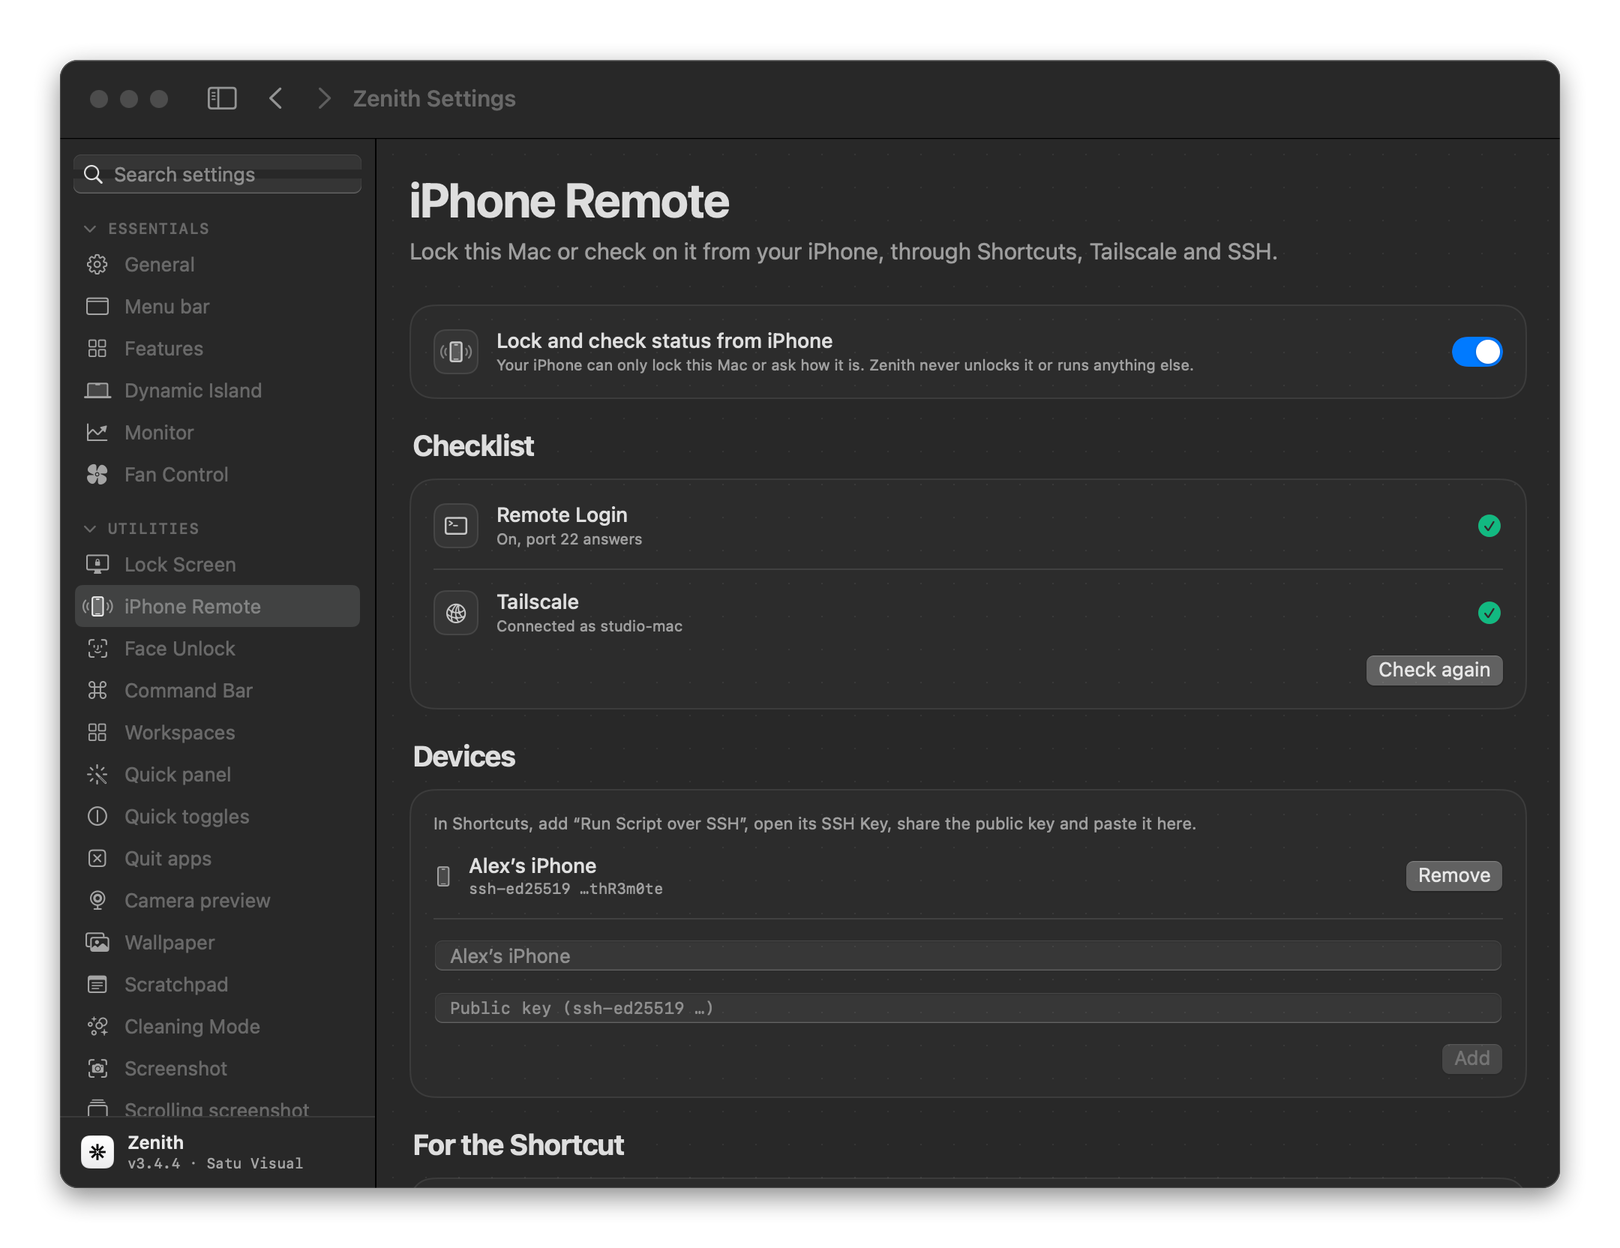 Zenith Settings
Search settings
ESSENTIALS
General
Menu bar
Features
Dynamic Island
Monitor
Fan Control
UTILITIES
Lock Screen
iPhone Remote
Face Unlock
Command Bar
Workspaces
Quick panel
Quick toggles
Quit apps
Camera preview
Wallpaper
Scratchpad
Cleaning Mode
Screenshot
Scrolling screenshot
Zenith
v3.4.4 · Satu Visual
iPhone Remote
Lock this Mac or check on it from your iPhone, through Shortcuts, Tailscale and SSH.
Lock and check status from iPhone
Your iPhone can only lock this Mac or ask how it is. Zenith never unlocks it or runs anything else.
Checklist
Remote Login
On, port 22 answers
Tailscale
Connected as studio-mac
Check again
Devices
In Shortcuts, add “Run Script over SSH”, open its SSH Key, share the public key and paste it here.
Alex’s iPhone
ssh-ed25519 …thR3m0te
Remove
Alex’s iPhone
Public key (ssh-ed25519 …)
Add
For the Shortcut